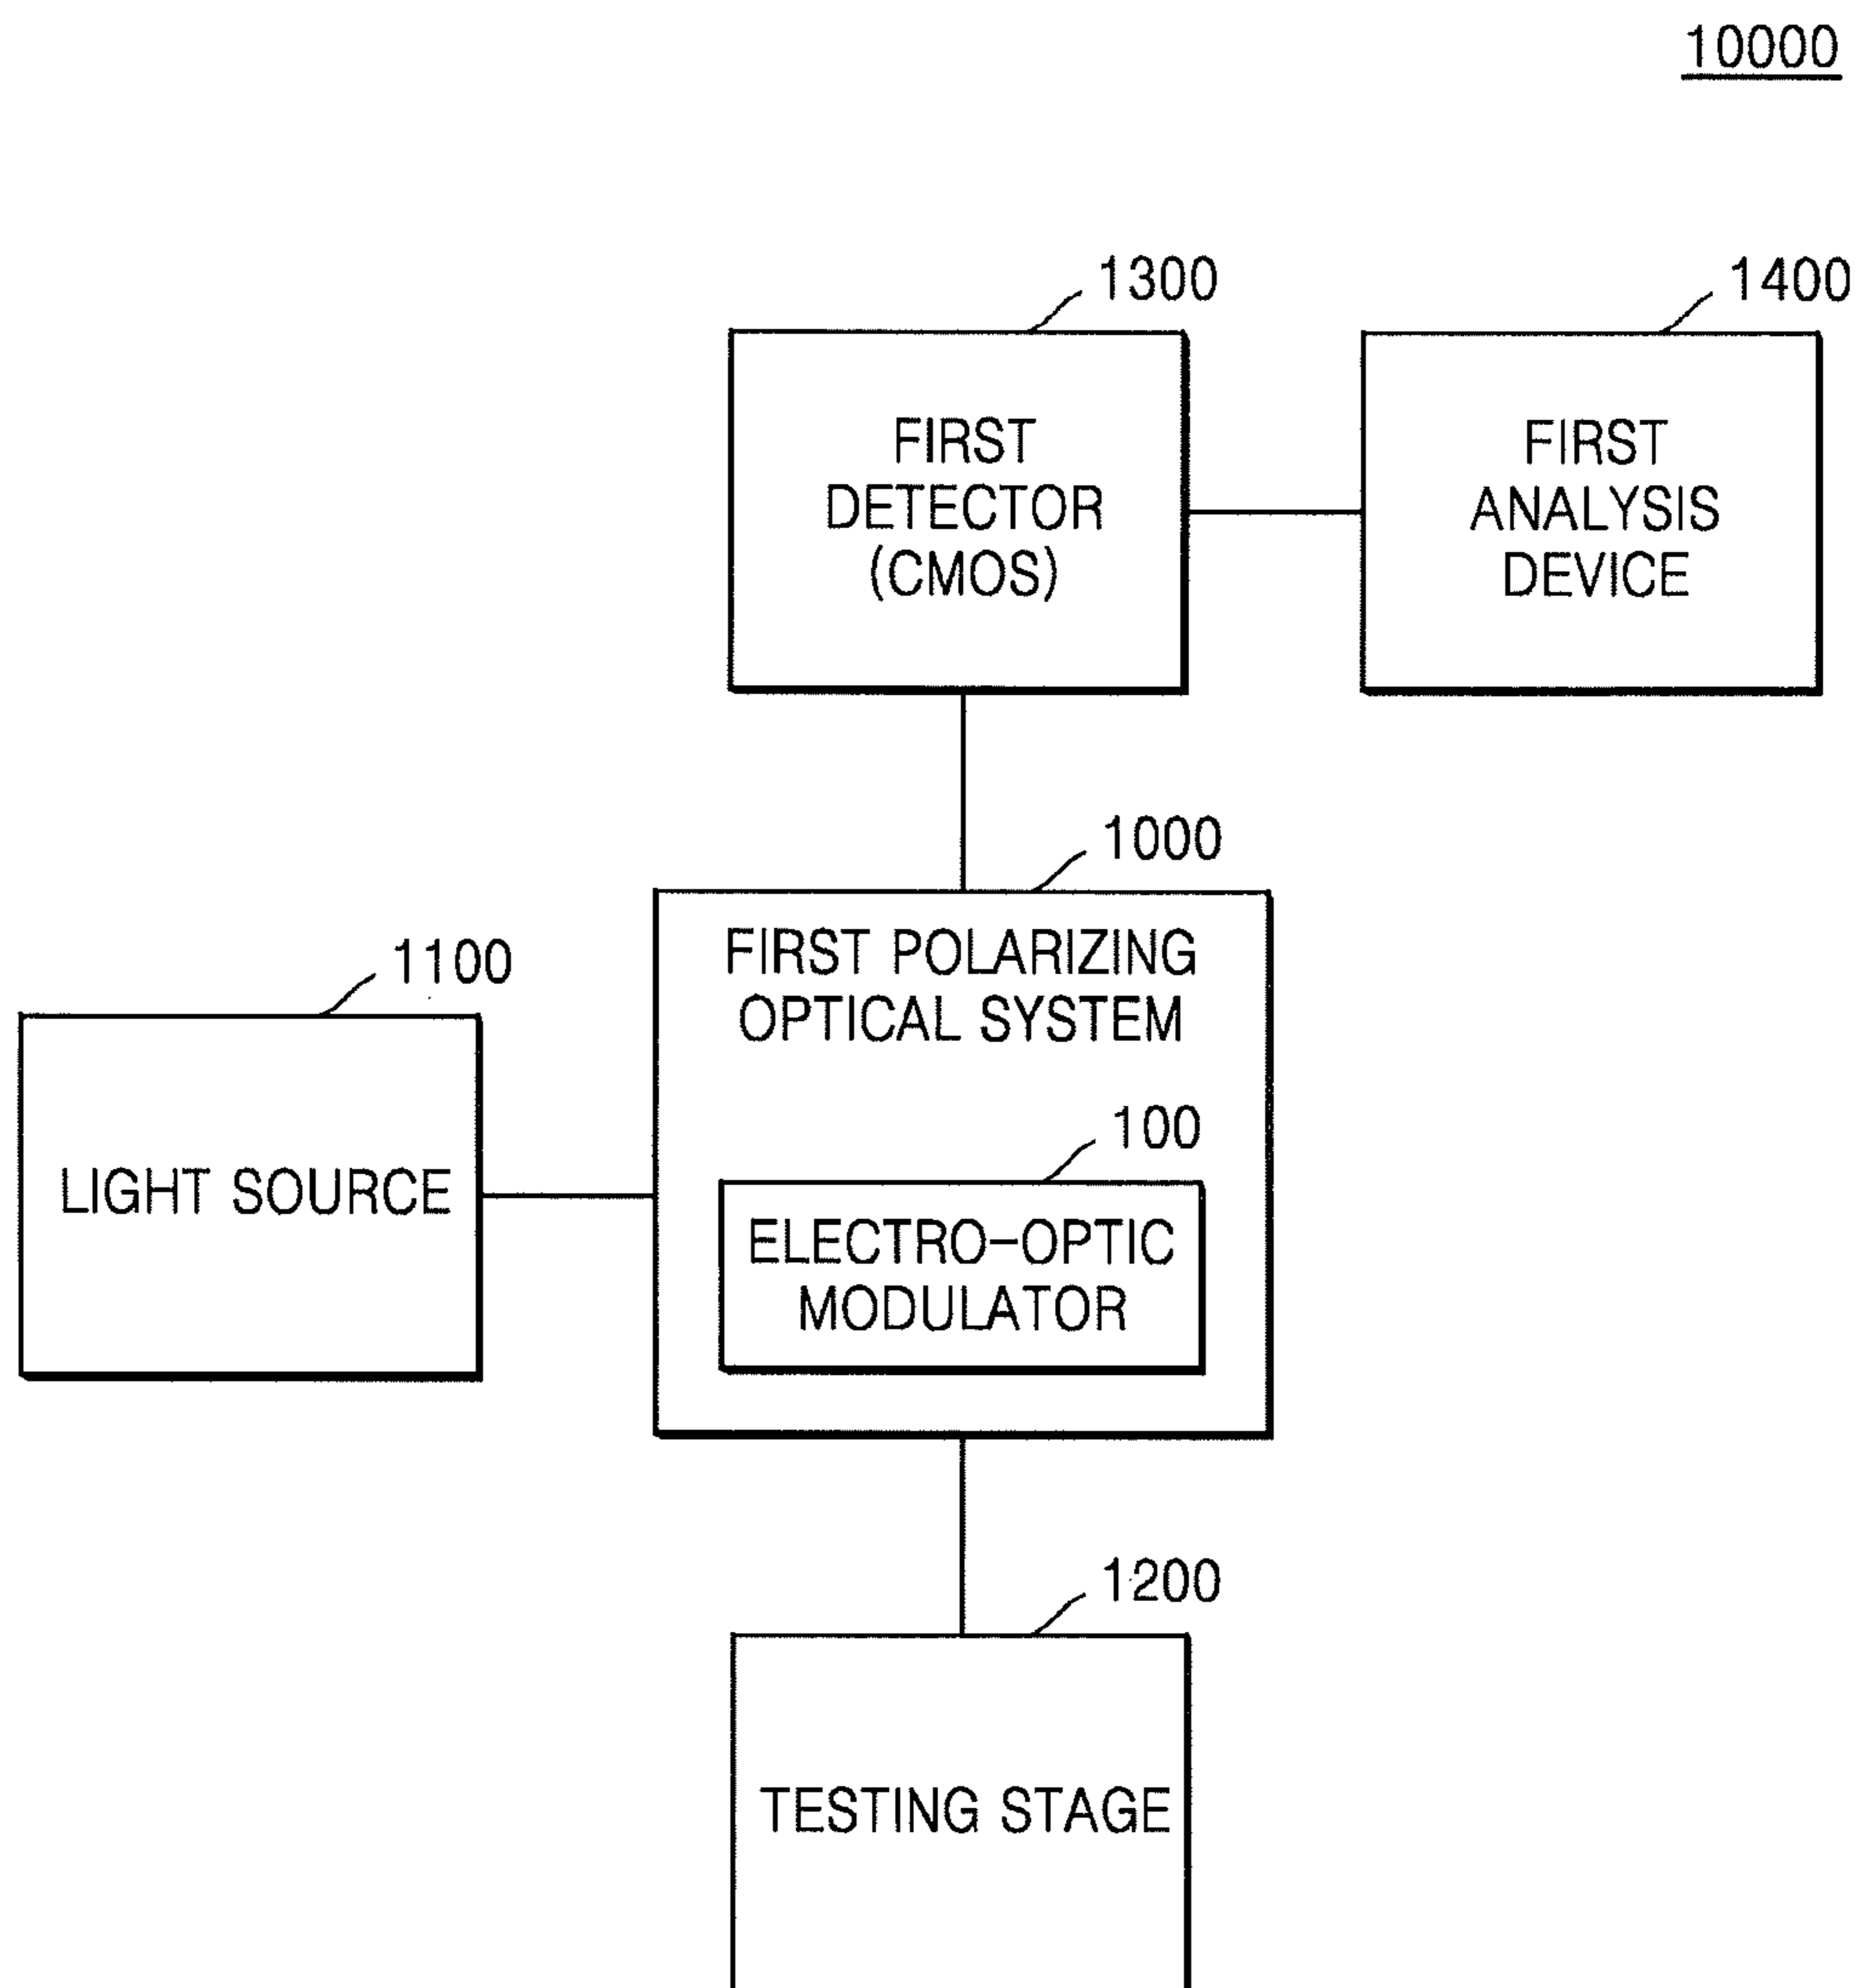 10000
1300
1400
FIRST
DETECTOR
(CMOS)
FIRST
ANALYSIS
DEVICE
1000
FIRST POLARIZING
OPTICAL SYSTEM
1100
LIGHT SOURCE
100
ELECTRO-OPTIC
MODULATOR
1200
TESTING STAGE